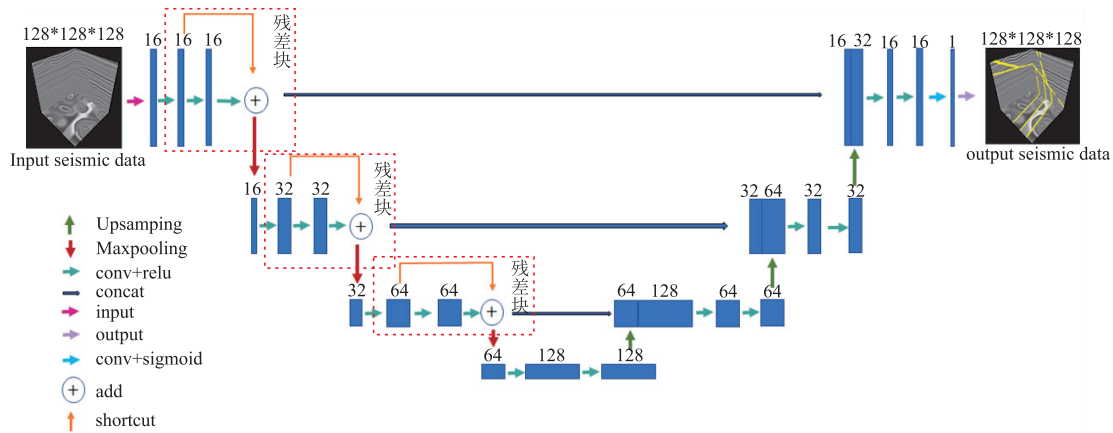 128*128*128
Input seismic data
16
16
16
残差块
16
32
32
残差块
32
64
64
残差块
64
128
128
64 128
64
64
32 64
32
32
16 32
16
16
1
128*128*128
output seismic data
Upsamping
Maxpooling
conv+relu
concat
input
output
conv+sigmoid
add
shortcut